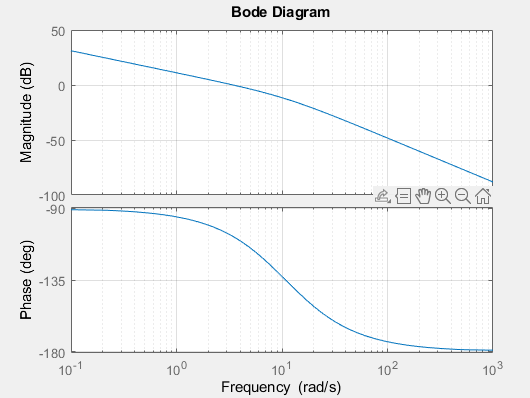 Bode Diagram
50
0
-50
-100
Magnitude (dB)
-90
-135
-180
Phase (deg)
10^-1 10^0 10^1 10^2 10^3
Frequency (rad/s)